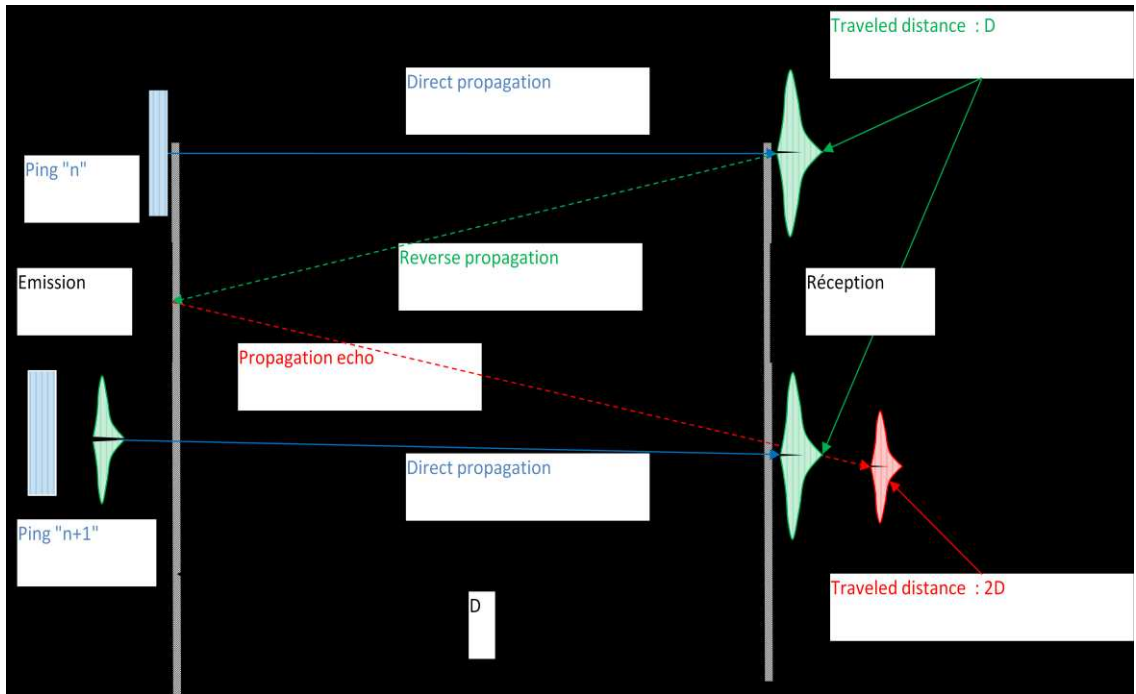 Traveled distance : D
Direct propagation
Ping "n"
Reverse propagation
Emission
Réception
Propagation echo
Direct propagation
Ping "n+1"
Traveled distance : 2D
D